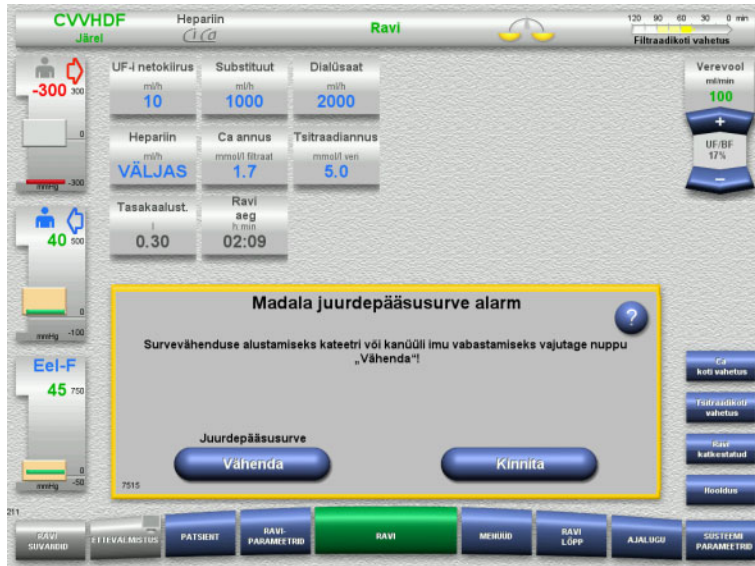 CVVHDF
Järel
Hepariin
Cica
Ravi
120 90 60 30 0 min
Filtraadikoti vahetus
-300 300
0
mmHg -300
40 500
0
mmHg -100
Eel-F
45 750
0
mmHg -50
UF-i netokiirus
ml/h
10
Substituut
ml/h
1000
Dialüsaat
ml/h
2000
Hepariin
ml/h
VÄLJAS
Ca annus
mmol/l filtraat
1.7
Tsitraadiannus
mmol/l veri
5.0
Tasakaalust.
l
0.30
Ravi
aeg
h:min
02:09
Verevool
ml/min
100
+
UF/BF
17%
−
Madala juurdepääsusurve alarm
?
Survevähenduse alustamiseks kateetri või kanüüli imu vabastamiseks vajutage nuppu
„Vähenda“!
Juurdepääsusurve
Vähenda
Kinnita
7515
Ca
koti vahetus
Tsitraadikoti
vahetus
Ravi
katkestatud
Hooldus
211
RAVI
SUVANDID
ETTEVALMISTUS
PATSIENT
RAVI-
PARAMEETRID
RAVI
MENÜÜD
RAVI
LÕPP
AJALUGU
SÜSTEEMI
PARAMEETRID